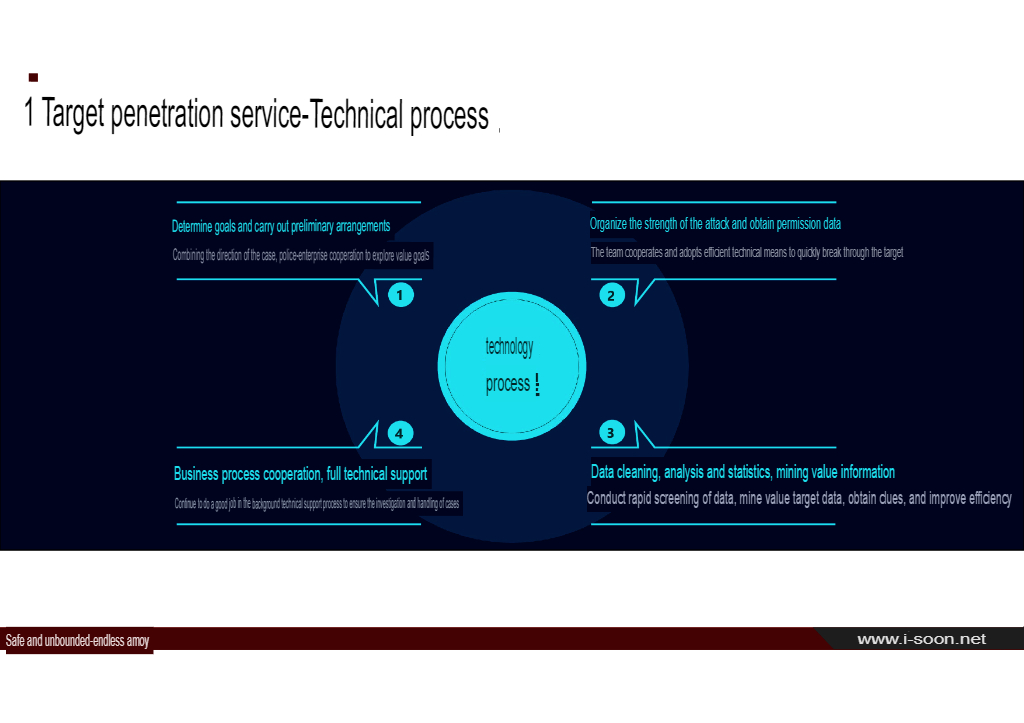 1 Target penetration service-Technical process
Determine goals and carry out preliminary arrangements
Combining the direction of the case, police-enterprise cooperation to explore value goals
1
Organize the strength of the attack and obtain permission data
The team cooperates and adopts efficient technical means to quickly break through the target
2
technology
process !
4
Business process cooperation, full technical support
Continue to do a good job in the background technical support process to ensure the investigation and handling of cases
3
Data cleaning, analysis and statistics, mining value information
Conduct rapid screening of data, mine value target data, obtain clues, and improve efficiency
Safe and unbounded-endless amoy
www.i-soon.net